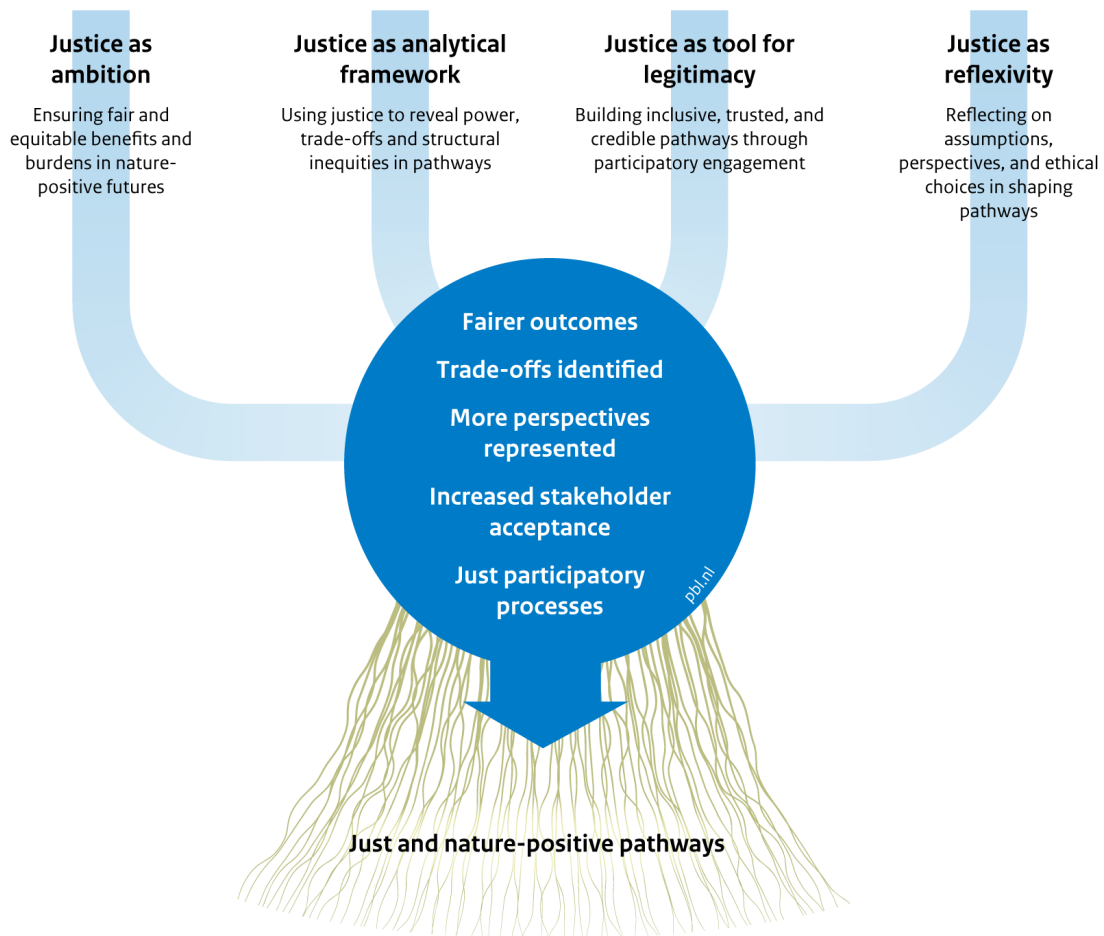 Justice as
ambition
Ensuring fair and
equitable benefits and
burdens in nature-
positive futures
Justice as analytical
framework
Using justice to reveal power,
trade-offs and structural
inequities in pathways
Justice as tool for
legitimacy
Building inclusive, trusted, and
credible pathways through
participatory engagement
Justice as
reflexivity
Reflecting on
assumptions,
perspectives, and ethical
choices in shaping
pathways
Fairer outcomes
Trade-offs identified
More perspectives
represented
Increased stakeholder
acceptance
Just participatory
processes
pbl.nl
Just and nature-positive pathways